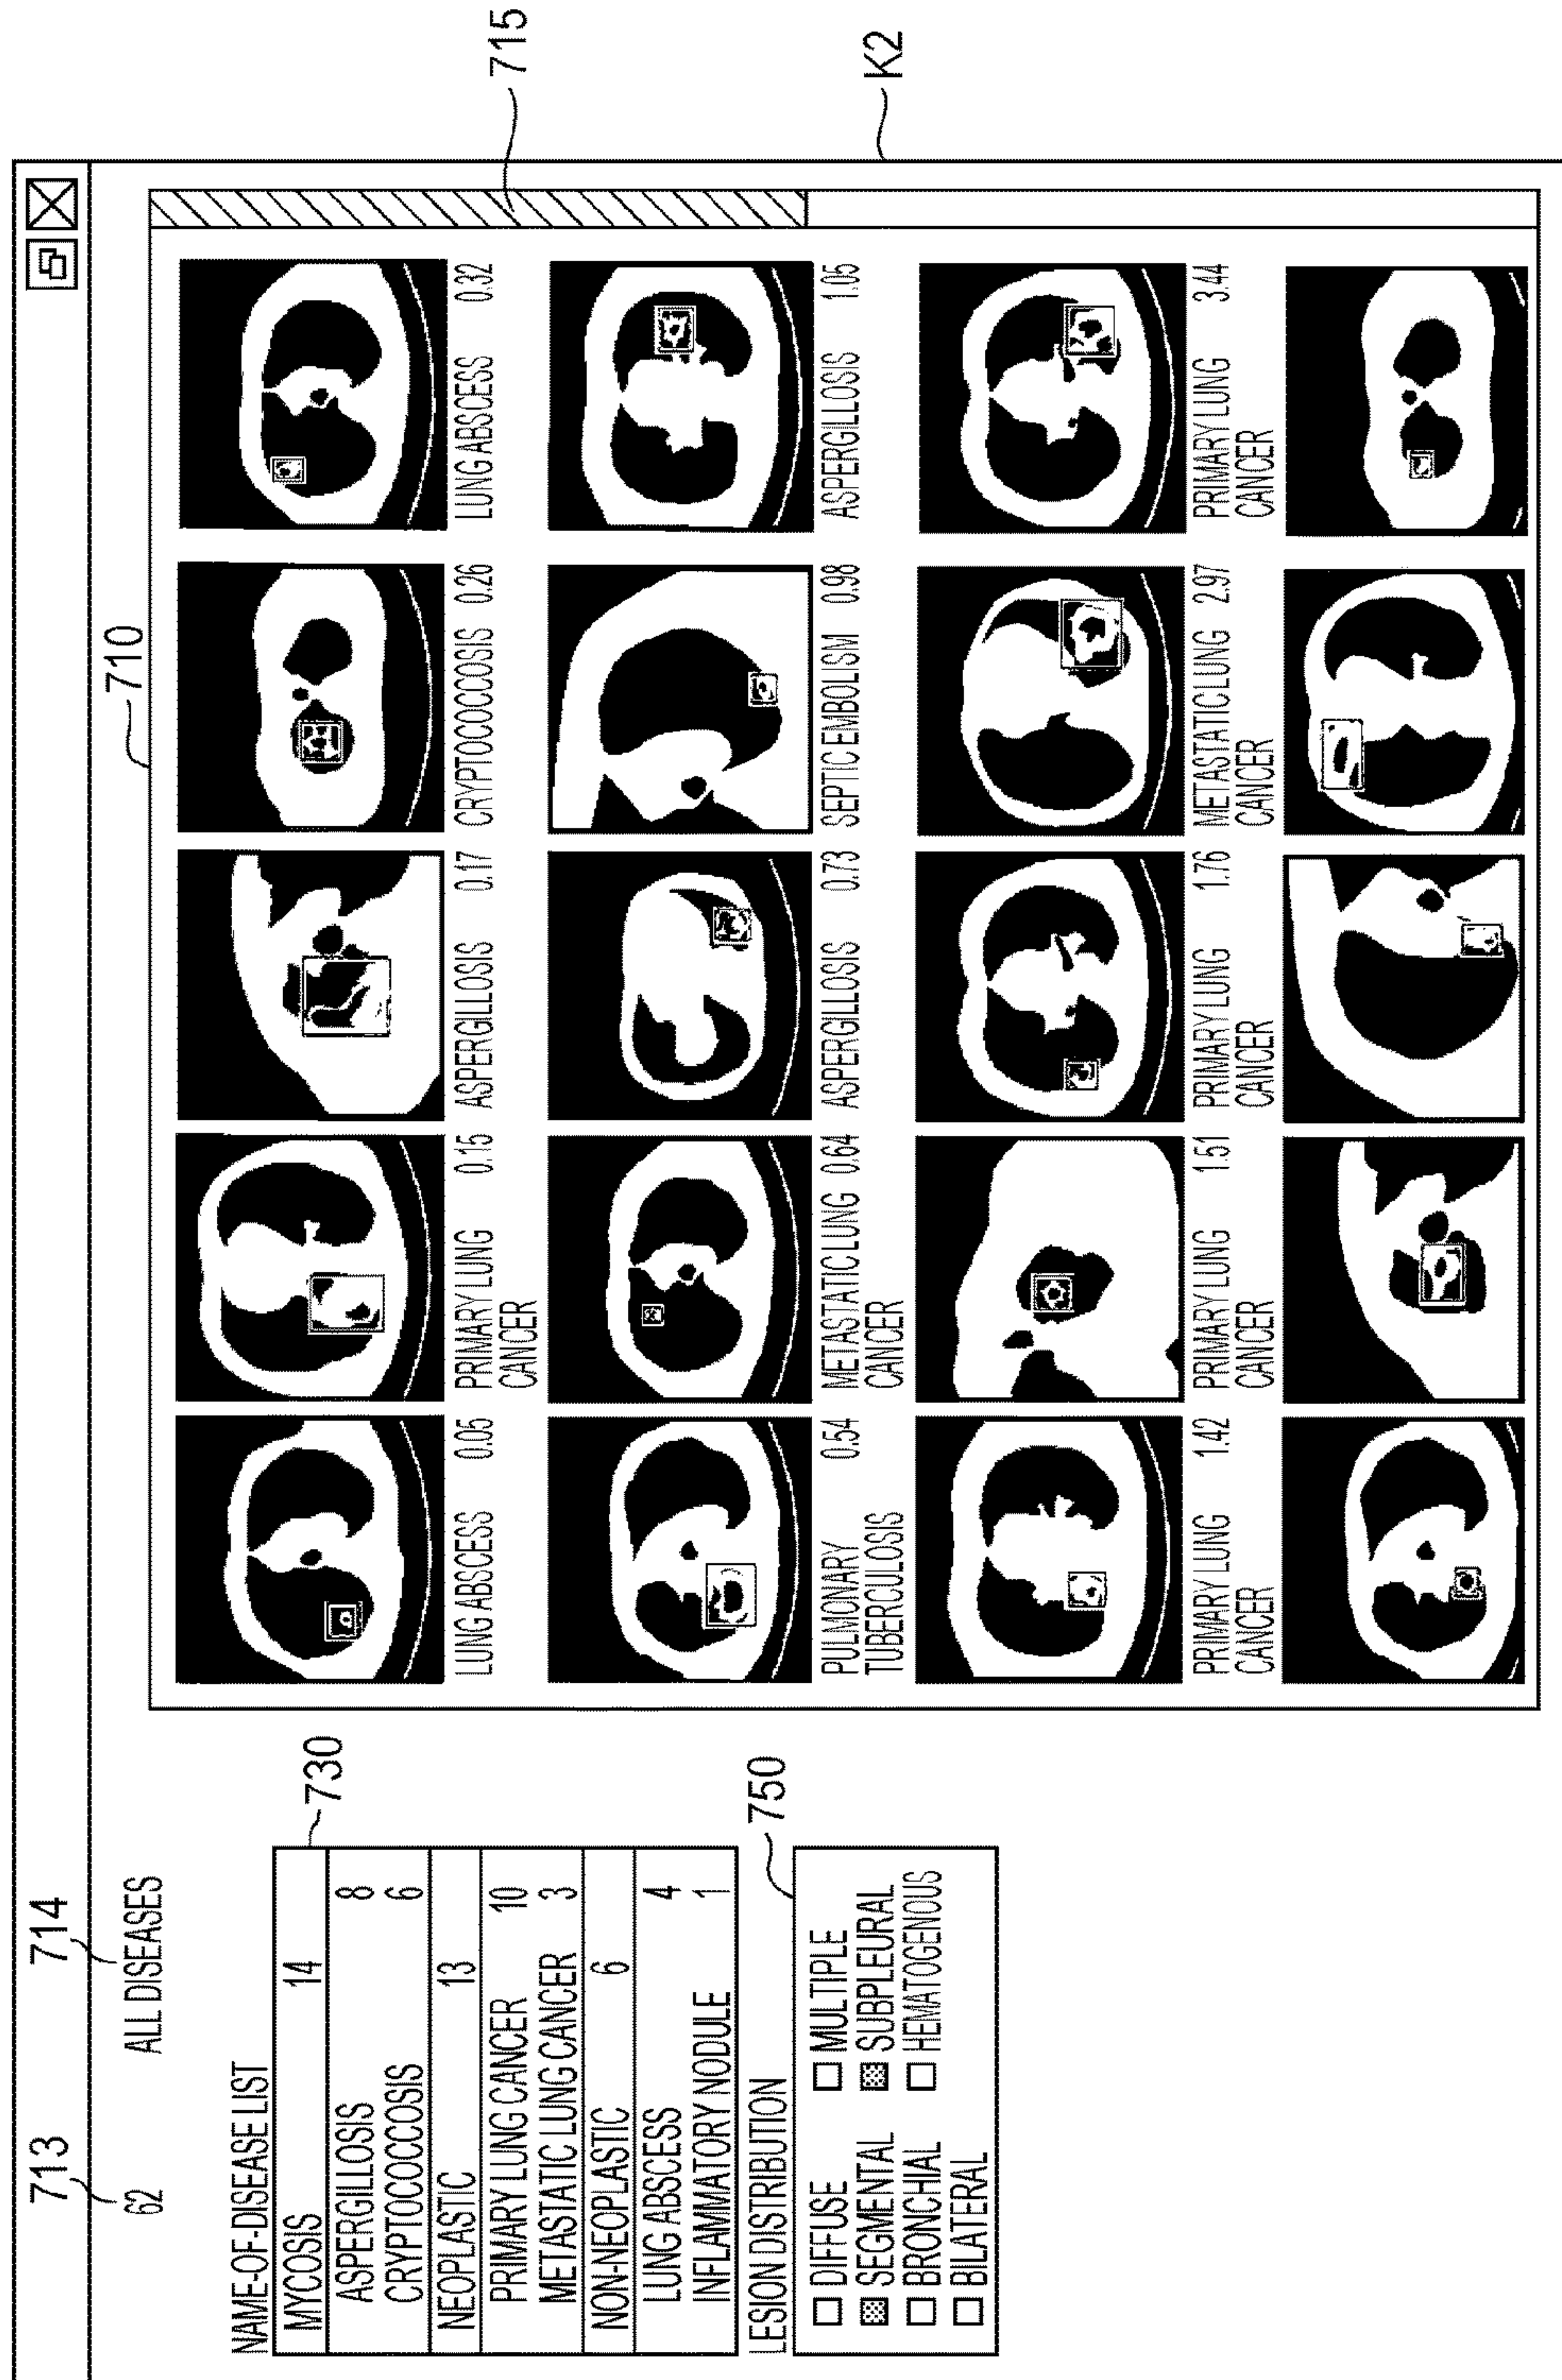 713
714
62
ALL DISEASES
710
715
K2
NAME-OF-DISEASE LIST
730
MYCOSIS 14
ASPERGILLOSIS 8
CRYPTOCOCCOSIS 6
NEOPLASTIC 13
PRIMARY LUNG CANCER 10
METASTATIC LUNG CANCER 3
NON-NEOPLASTIC 6
LUNG ABSCESS 4
INFLAMMATORY NODULE 1
LESION DISTRIBUTION
750
DIFFUSE MULTIPLE
SEGMENTAL SUBPLEURAL
BRONCHIAL HEMATOGENOUS
BILATERAL
LUNG ABSCESS 0.05
PRIMARY LUNG 0.15
CANCER
ASPERGILLOSIS 0.17
CRYPTOCOCCOSIS 0.26
LUNG ABSCESS 0.32
PULMONARY 0.54
TUBERCULOSIS
METASTATIC LUNG 0.64
CANCER
ASPERGILLOSIS 0.73
SEPTIC EMBOLISM 0.98
ASPERGILLOSIS 1.05
PRIMARY LUNG 1.42
CANCER
PRIMARY LUNG 1.51
CANCER
PRIMARY LUNG 1.76
CANCER
METASTATIC LUNG 2.97
CANCER
PRIMARY LUNG 3.44
CANCER